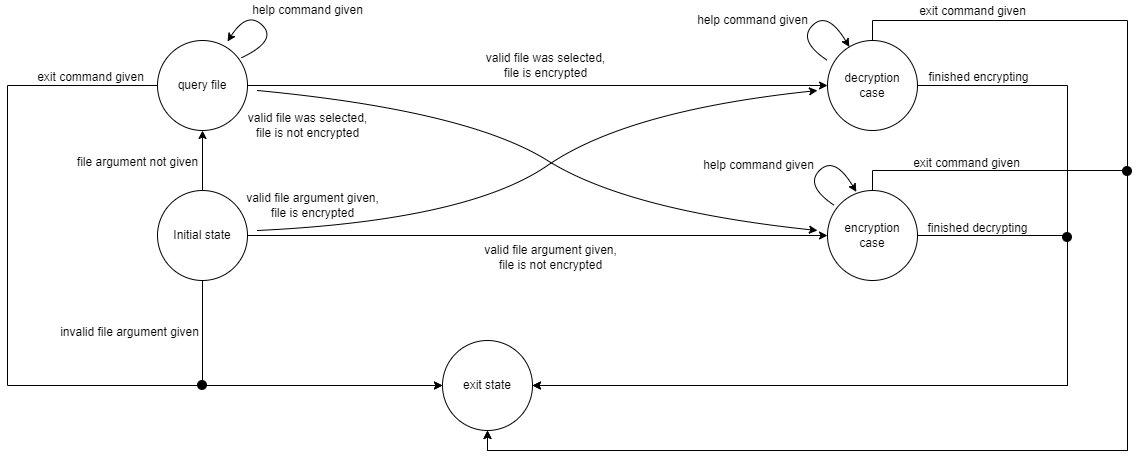 help command given
exit command given
help command given
valid file was selected,
file is encrypted
exit command given
query file
decryption
case
finished encrypting
valid file was selected,
file is not encrypted
file argument not given
help command given
exit command given
valid file argument given,
file is encrypted
Initial state
encryption
case
finished decrypting
valid file argument given,
file is not encrypted
invalid file argument given
exit state